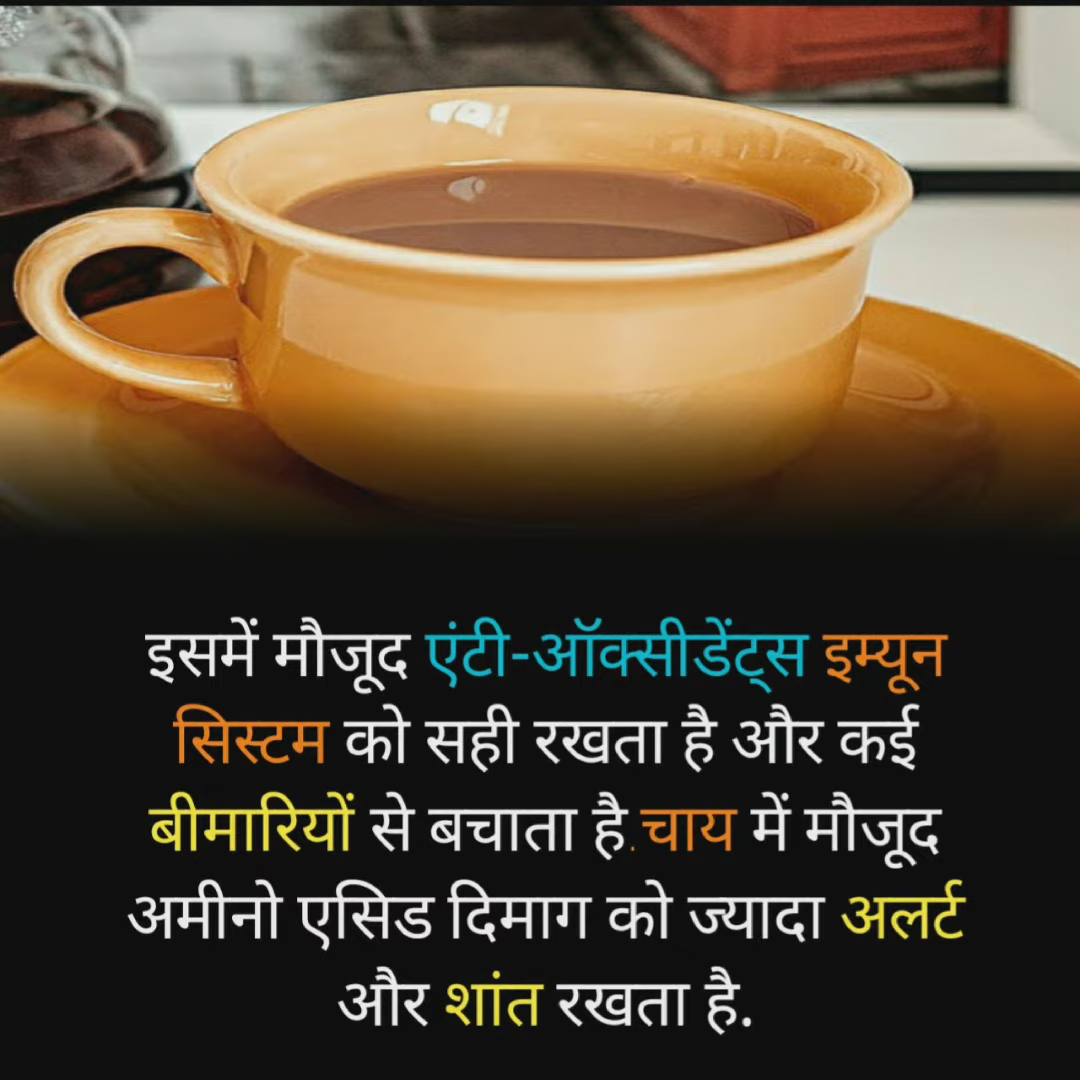 इसमें मौजूद एंटी-ऑक्सीडेंट्स इम्यून
सिस्टम को सही रखता है और कई
बीमारियों से बचाता है.चाय में मौजूद
अमीनो एसिड दिमाग को ज्यादा अलर्ट
और शांत रखता है.